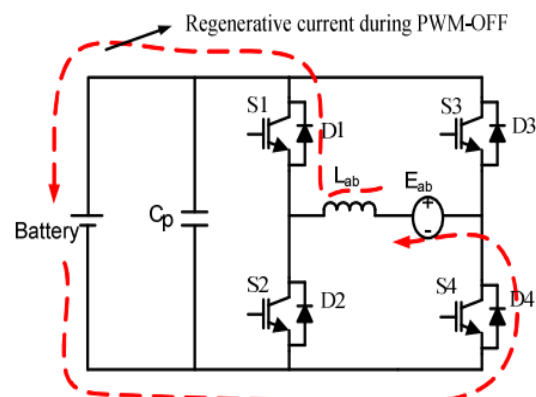 Regenerative current during PWM-OFF
S1
D1
S3
D3
Lab
Eab
+
-
Battery
Cp
S2
D2
S4
D4